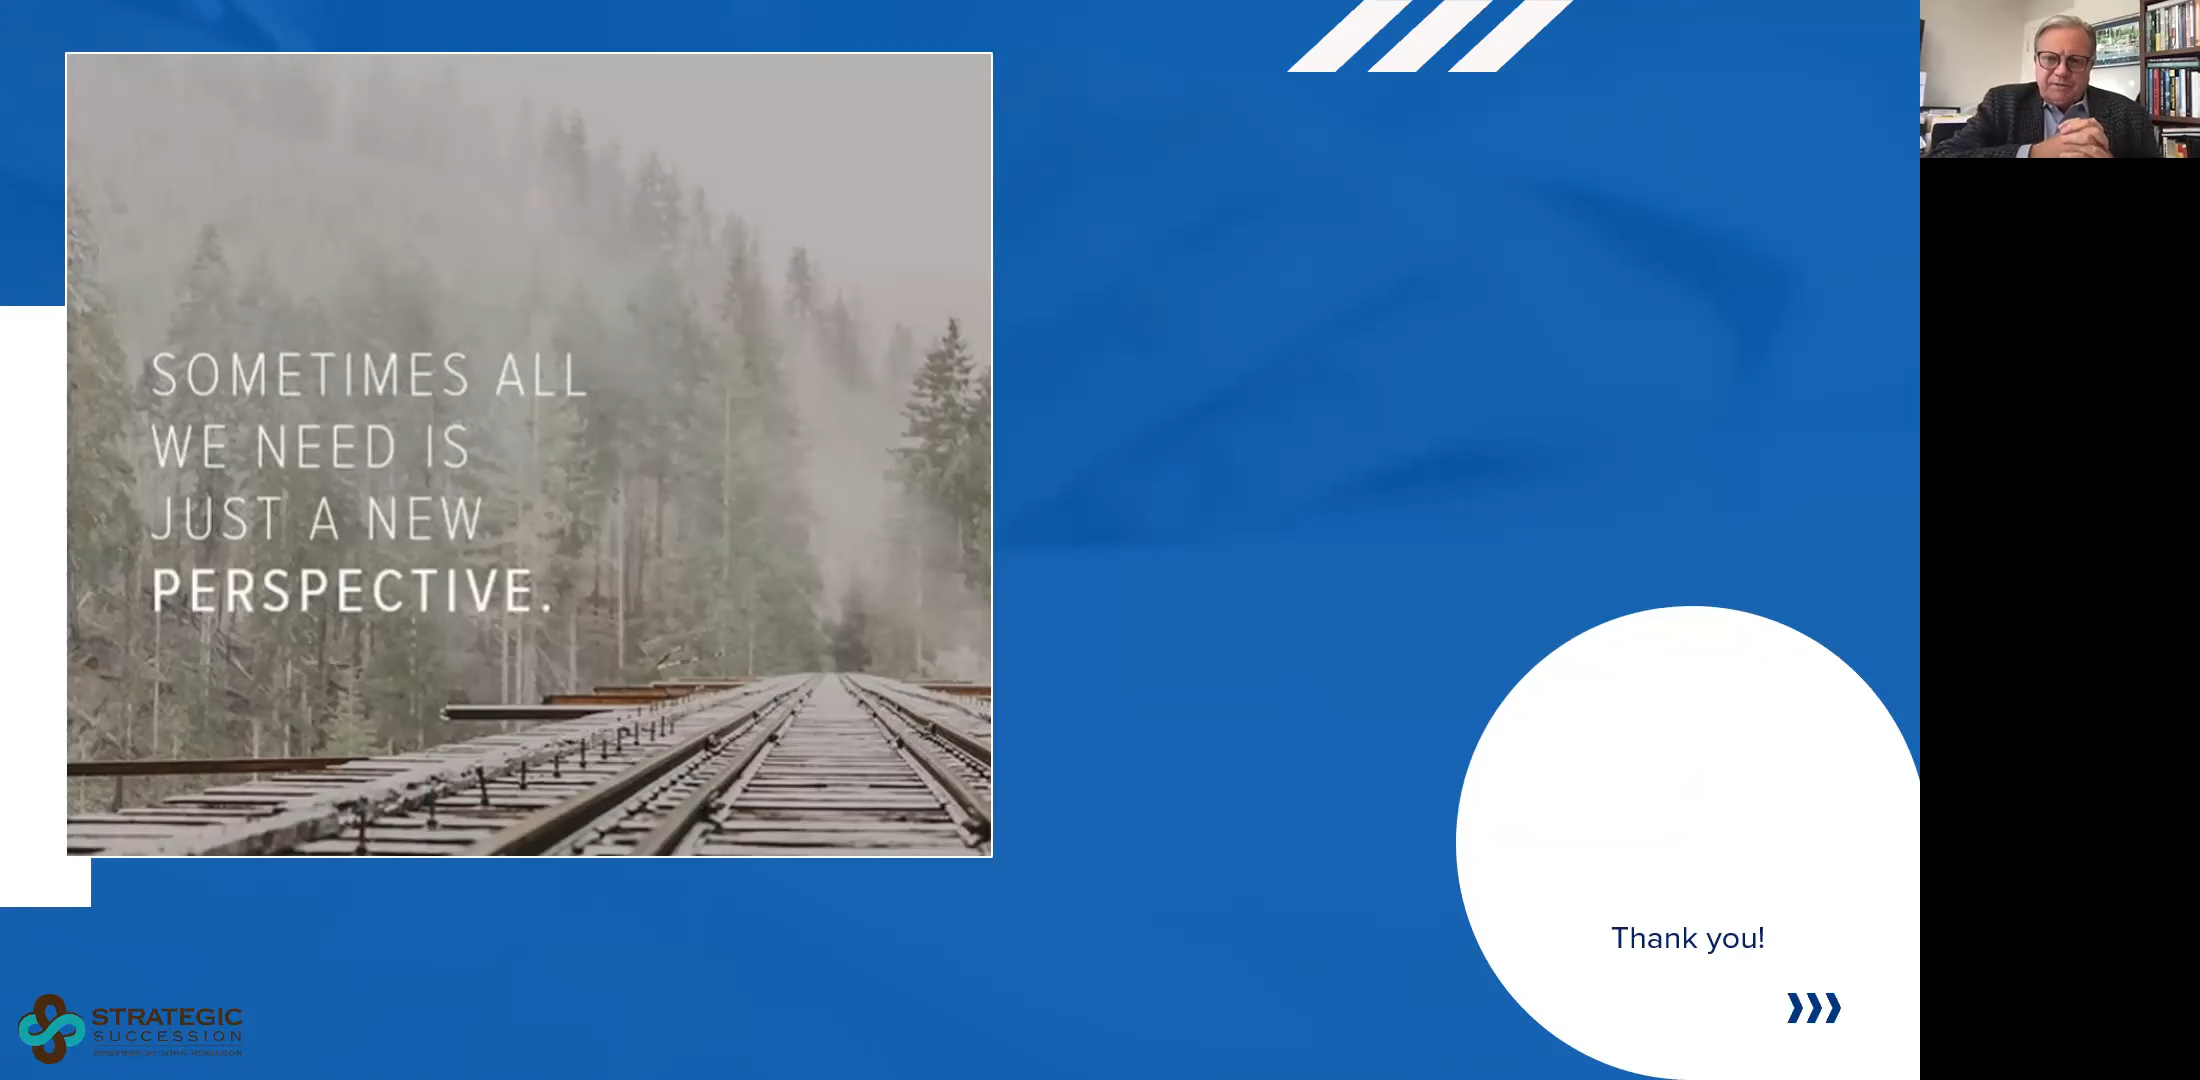 SOMETIMES ALL
WE NEED IS
JUST A NEW
PERSPECTIVE.
Thank you!
STRATEGIC
SUCCESSION